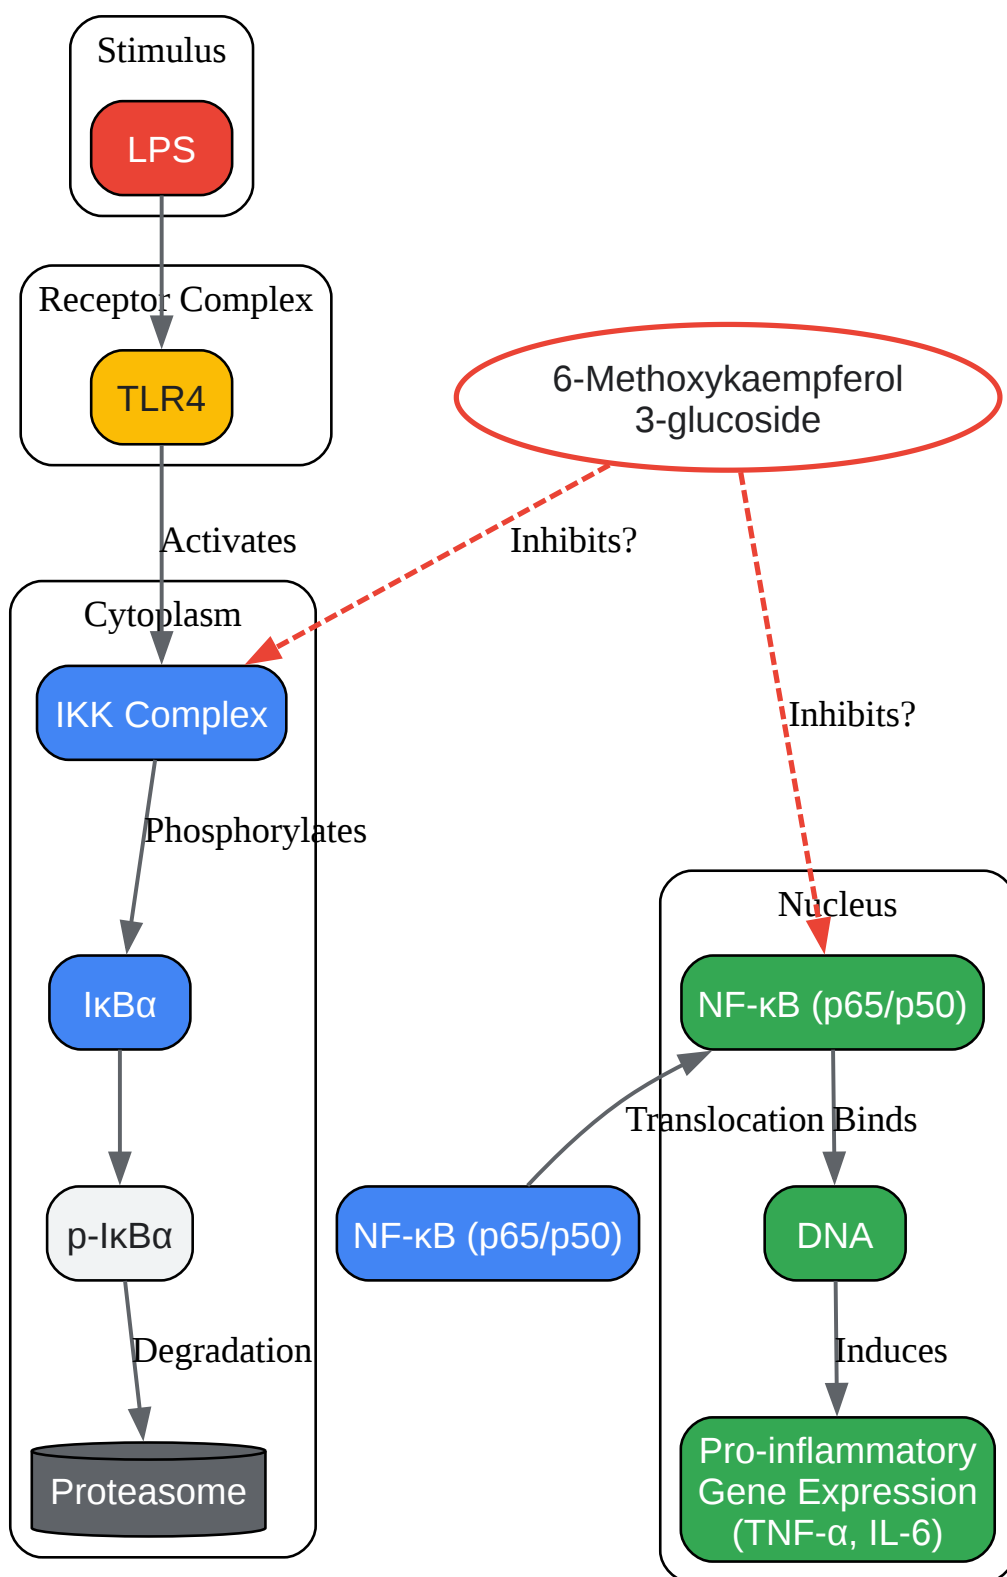 Stimulus
LPS
Receptor Complex
TLR4
6-Methoxykaempferol
3-glucoside
Activates
Inhibits?
Cytoplasm
IKK Complex
Inhibits?
Phosphorylates
Nucleus
IκBα
NF-κB (p65/p50)
Translocation
Binds
p-IκBα
NF-κB (p65/p50)
DNA
Degradation
Induces
Proteasome
Pro-inflammatory
Gene Expression
(TNF-α, IL-6)